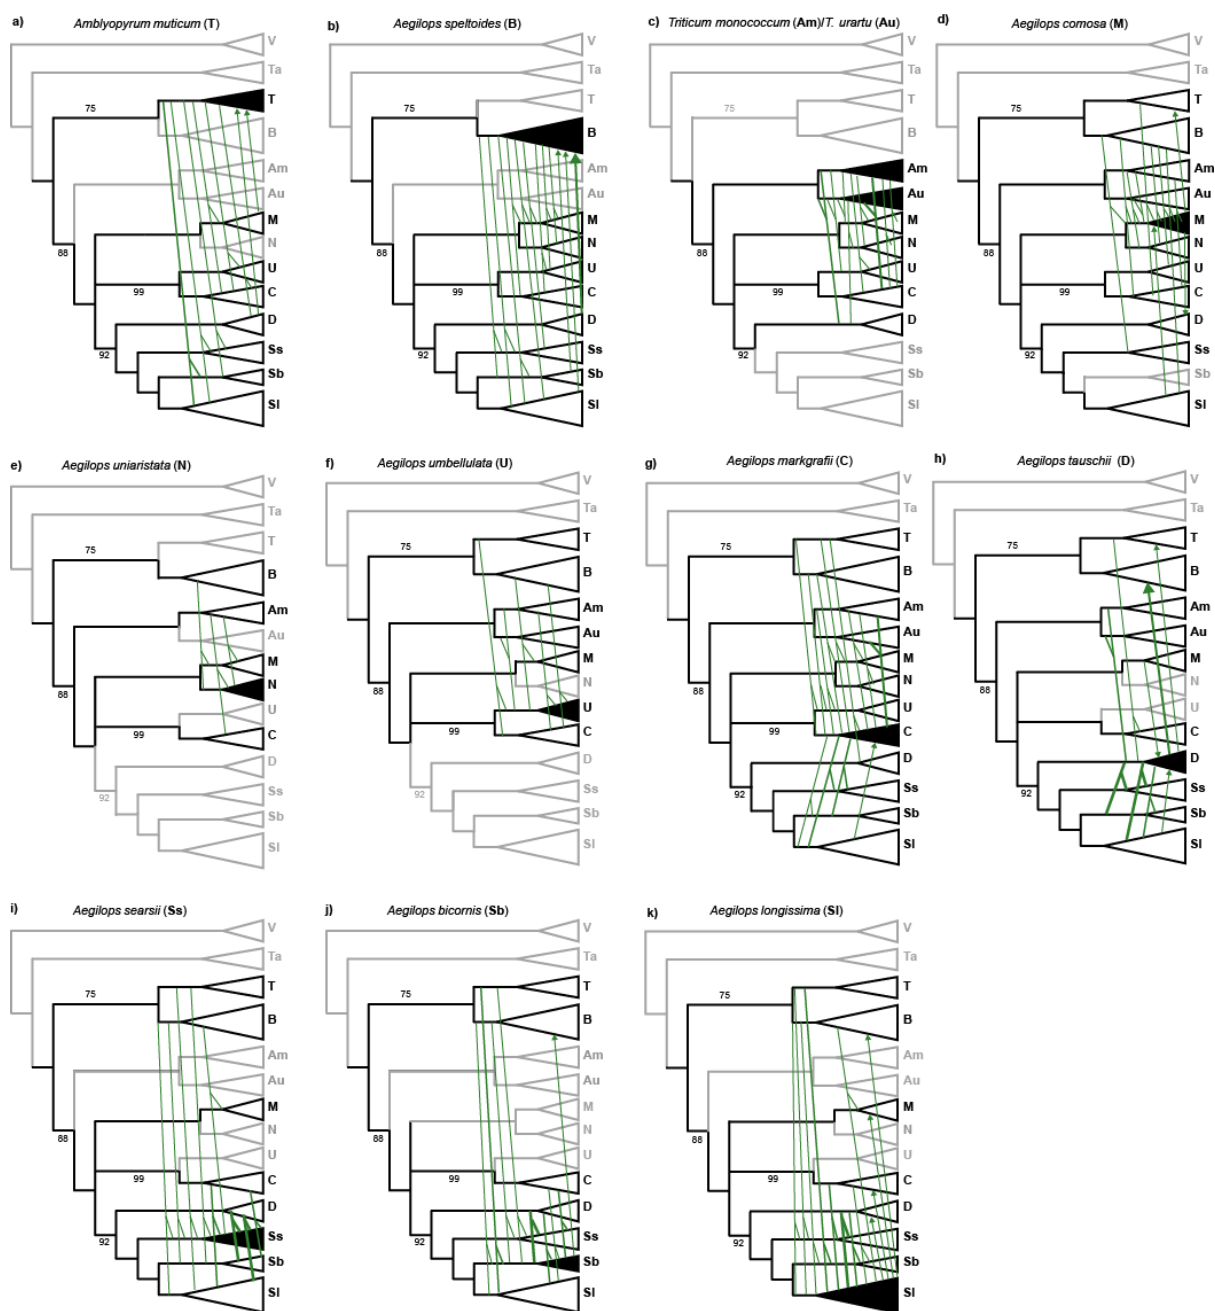 a) Amblyopyrum muticum (T)
V
Ta
75
T
B
Am
Au
M
88
N
U
99
C
D
92
Ss
Sb
Sl
b) Aegilops speltoides (B)
V
Ta
75
T
B
Am
Au
M
88
N
U
99
C
D
92
Ss
Sb
Sl
c) Triticum monococcum (Am)/T. urartu (Au)
V
Ta
75
T
B
Am
Au
M
88
N
U
99
C
D
92
Ss
Sb
Sl
d) Aegilops comosa (M)
V
Ta
75
T
B
Am
Au
M
88
N
U
99
C
D
92
Ss
Sb
Sl
e) Aegilops uniaristata (N)
V
Ta
75
T
B
Am
Au
M
88
N
U
99
C
D
92
Ss
Sb
Sl
f) Aegilops umbellulata (U)
V
Ta
75
T
B
Am
Au
M
88
N
U
99
C
D
92
Ss
Sb
Sl
g) Aegilops markgrafii (C)
V
Ta
75
T
B
Am
Au
M
88
N
U
99
C
D
92
Ss
Sb
Sl
h) Aegilops tauschii (D)
V
Ta
75
T
B
Am
Au
M
88
N
U
99
C
D
92
Ss
Sb
Sl
i) Aegilops searsii (Ss)
V
Ta
75
T
B
Am
Au
M
88
N
U
99
C
D
92
Ss
Sb
Sl
j) Aegilops bicornis (Sb)
V
Ta
75
T
B
Am
Au
M
88
N
U
99
C
D
92
Ss
Sb
Sl
k) Aegilops longissima (Sl)
V
Ta
75
T
B
Am
Au
M
88
N
U
99
C
D
92
Ss
Sb
Sl